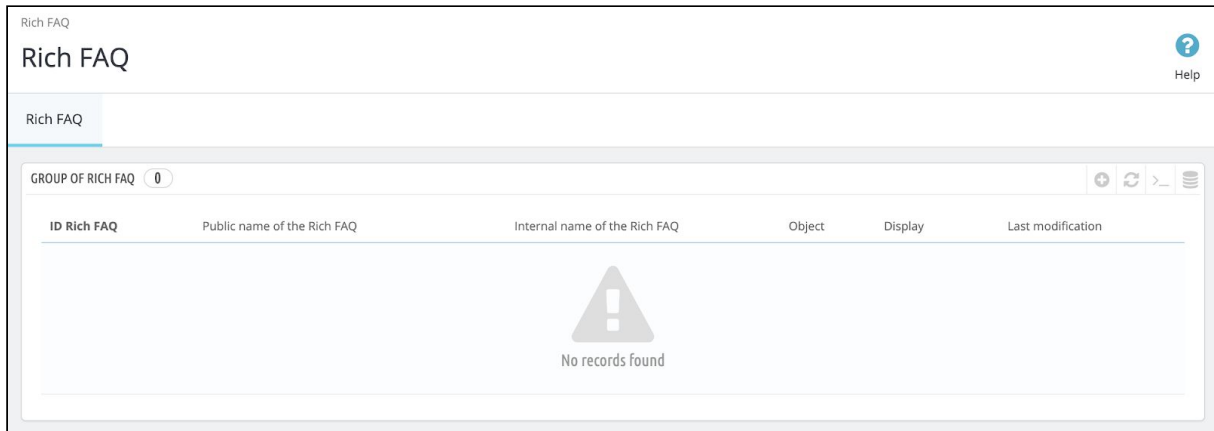 Rich FAQ
Rich FAQ
Help
Rich FAQ
GROUP OF RICH FAQ 0
ID Rich FAQ Public name of the Rich FAQ Internal name of the Rich FAQ Object Display Last modification
No records found